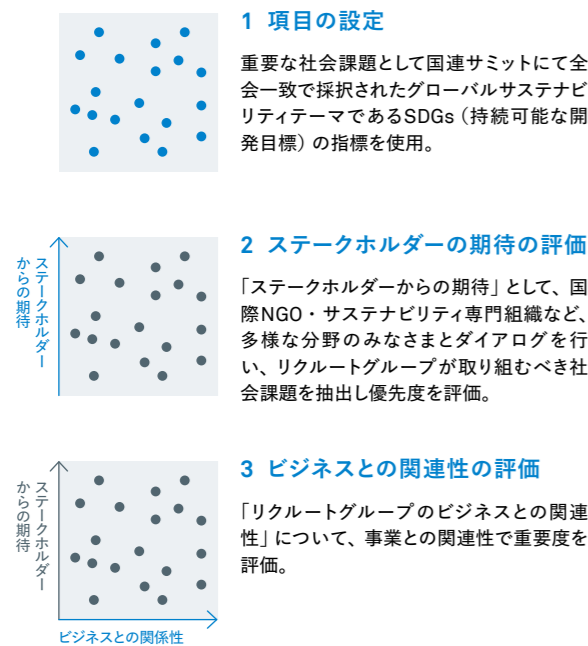 1 項目の設定
重要な社会課題として国連サミットにて全
会一致で採択されたグローバルサステナビ
リティテーマであるSDGs（持続可能な開
発目標）の指標を使用。
ステークホルダー
からの期待
2 ステークホルダーの期待の評価
「ステークホルダーからの期待」として、国
際NGO・サステナビリティ専門組織など、
多様な分野のみなさまとダイアログを行
い、リクルートグループが取り組むべき社
会課題を抽出し優先度を評価。
ステークホルダー
からの期待
ビジネスとの関係性
3 ビジネスとの関連性の評価
「リクルートグループのビジネスとの関連
性」について、事業との関連性で重要度を
評価。